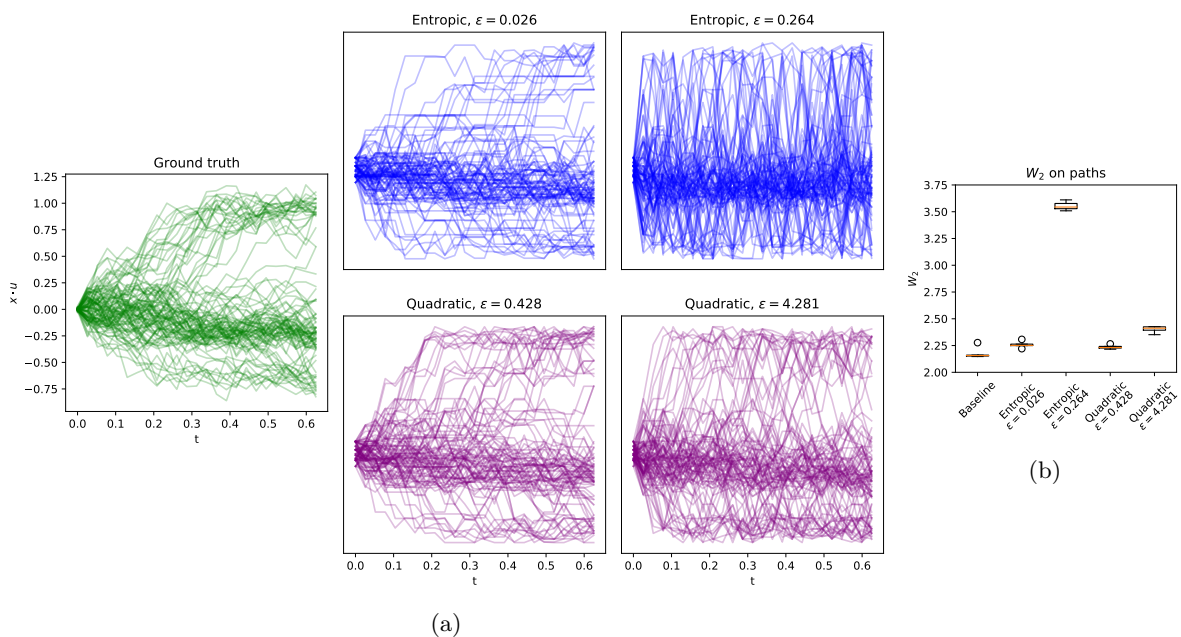 Ground truth
1.25
1.00
0.75
0.50
0.25
0.00
−0.25
−0.50
−0.75
x • u
0.0 0.1 0.2 0.3 0.4 0.5 0.6
t
Entropic, ε = 0.026
Entropic, ε = 0.264
Quadratic, ε = 0.428
0.0 0.1 0.2 0.3 0.4 0.5 0.6
t
Quadratic, ε = 4.281
0.0 0.1 0.2 0.3 0.4 0.5 0.6
t
(a)
W₂ on paths
3.75
3.50
3.25
3.00
2.75
2.50
2.25
2.00
W₂
Baseline
Entropic
ε = 0.026
Entropic
ε = 0.264
Quadratic
ε = 0.428
Quadratic
ε = 4.281
(b)